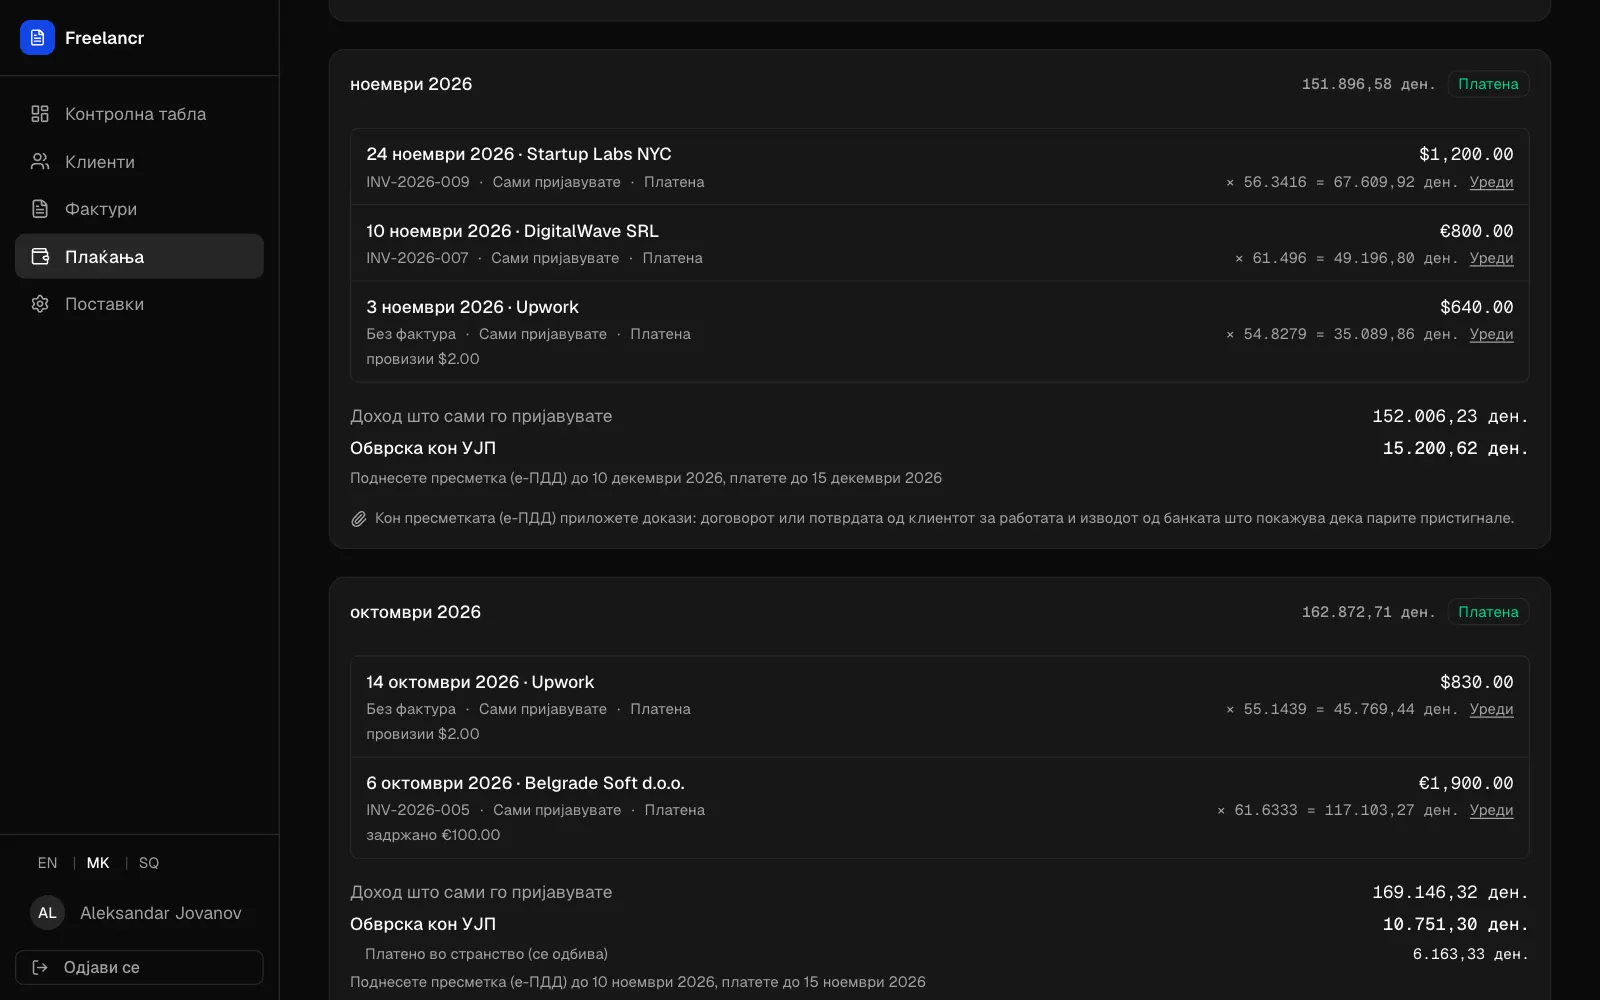 Freelancr
Контролна табла
Клиенти
Фактури
Плаќања
Поставки
EN | MK | SQ
AL Aleksandar Jovanov
Одјави се
ноември 2026 151.896,58 ден. Платена
24 ноември 2026 · Startup Labs NYC $1,200.00
INV-2026-009 · Сами пријавувате · Платена × 56.3416 = 67.609,92 ден. Уреди
10 ноември 2026 · DigitalWave SRL €800.00
INV-2026-007 · Сами пријавувате · Платена × 61.496 = 49.196,80 ден. Уреди
3 ноември 2026 · Upwork $640.00
Без фактура · Сами пријавувате · Платена × 54.8279 = 35.089,86 ден. Уреди
провизии $2.00
Доход што сами го пријавувате 152.006,23 ден.
Обврска кон УЈП 15.200,62 ден.
Поднесете пресметка (е-ПДД) до 10 декември 2026, платете до 15 декември 2026
Кон пресметката (е-ПДД) приложете докази: договорот или потврдата од клиентот за работата и изводот од банката што покажува дека парите пристигнале.
октомври 2026 162.872,71 ден. Платена
14 октомври 2026 · Upwork $830.00
Без фактура · Сами пријавувате · Платена × 55.1439 = 45.769,44 ден. Уреди
провизии $2.00
6 октомври 2026 · Belgrade Soft d.o.o. €1,900.00
INV-2026-005 · Сами пријавувате · Платена × 61.6333 = 117.103,27 ден. Уреди
задржано €100.00
Доход што сами го пријавувате 169.146,32 ден.
Обврска кон УЈП 10.751,30 ден.
Платено во странство (се одбива) 6.163,33 ден.
Поднесете пресметка (е-ПДД) до 10 ноември 2026, платете до 15 ноември 2026